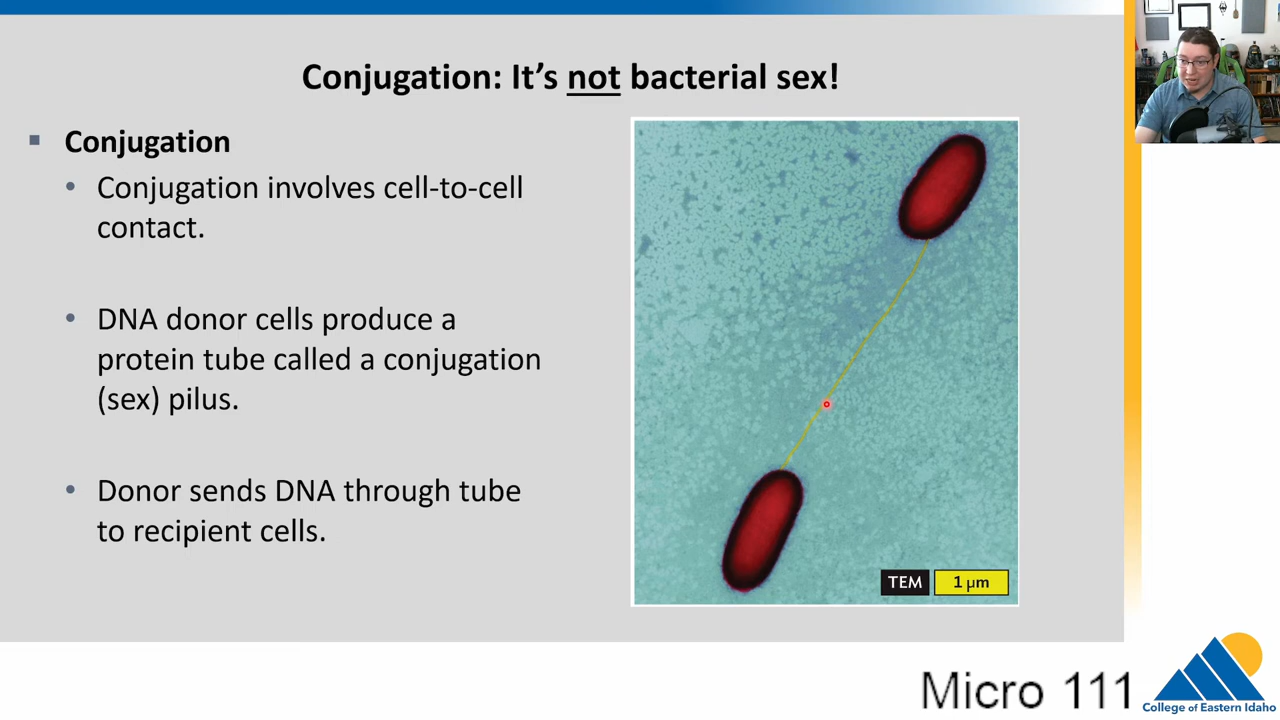 Conjugation: It's not bacterial sex!
▪ Conjugation
• Conjugation involves cell-to-cell
contact.
• DNA donor cells produce a
protein tube called a conjugation
(sex) pilus.
• Donor sends DNA through tube
to recipient cells.
TEM 1 µm
Micro 111
College of Eastern Idaho